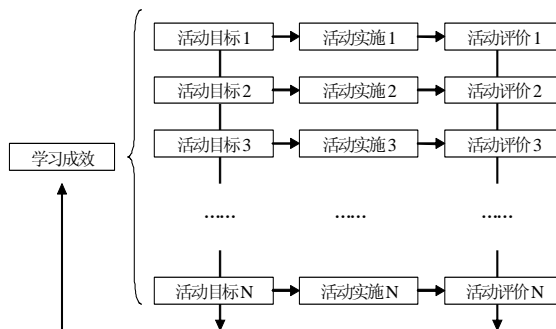 活动目标1 活动实施1 活动评价1
活动目标2 活动实施2 活动评价2
活动目标3 活动实施3 活动评价3
学习成效
…… …… ……
活动目标N 活动实施N 活动评价N